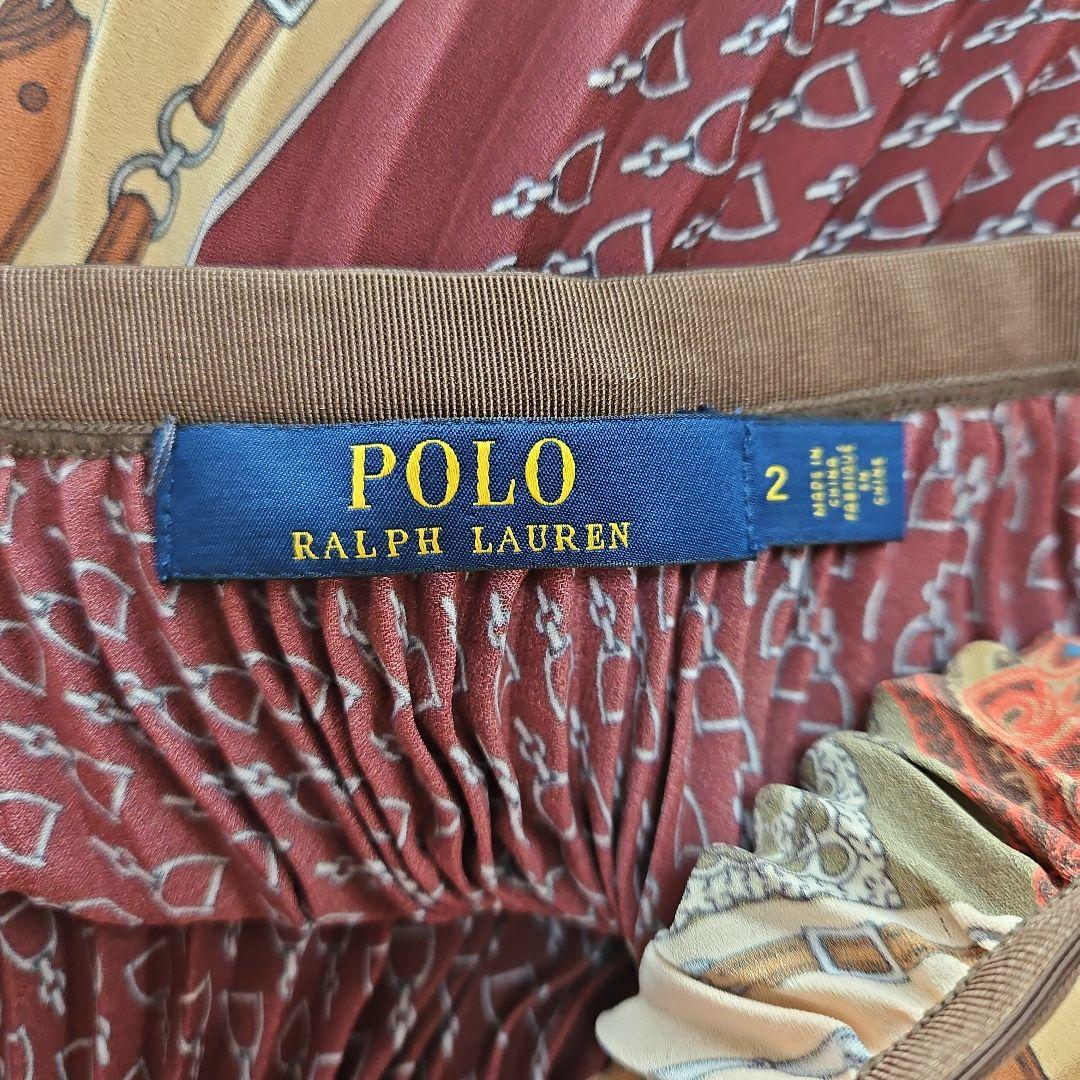 POLO
RALPH LAUREN
2
MADE IN
CHINA
FABRIQUÉ
EN
CHINE